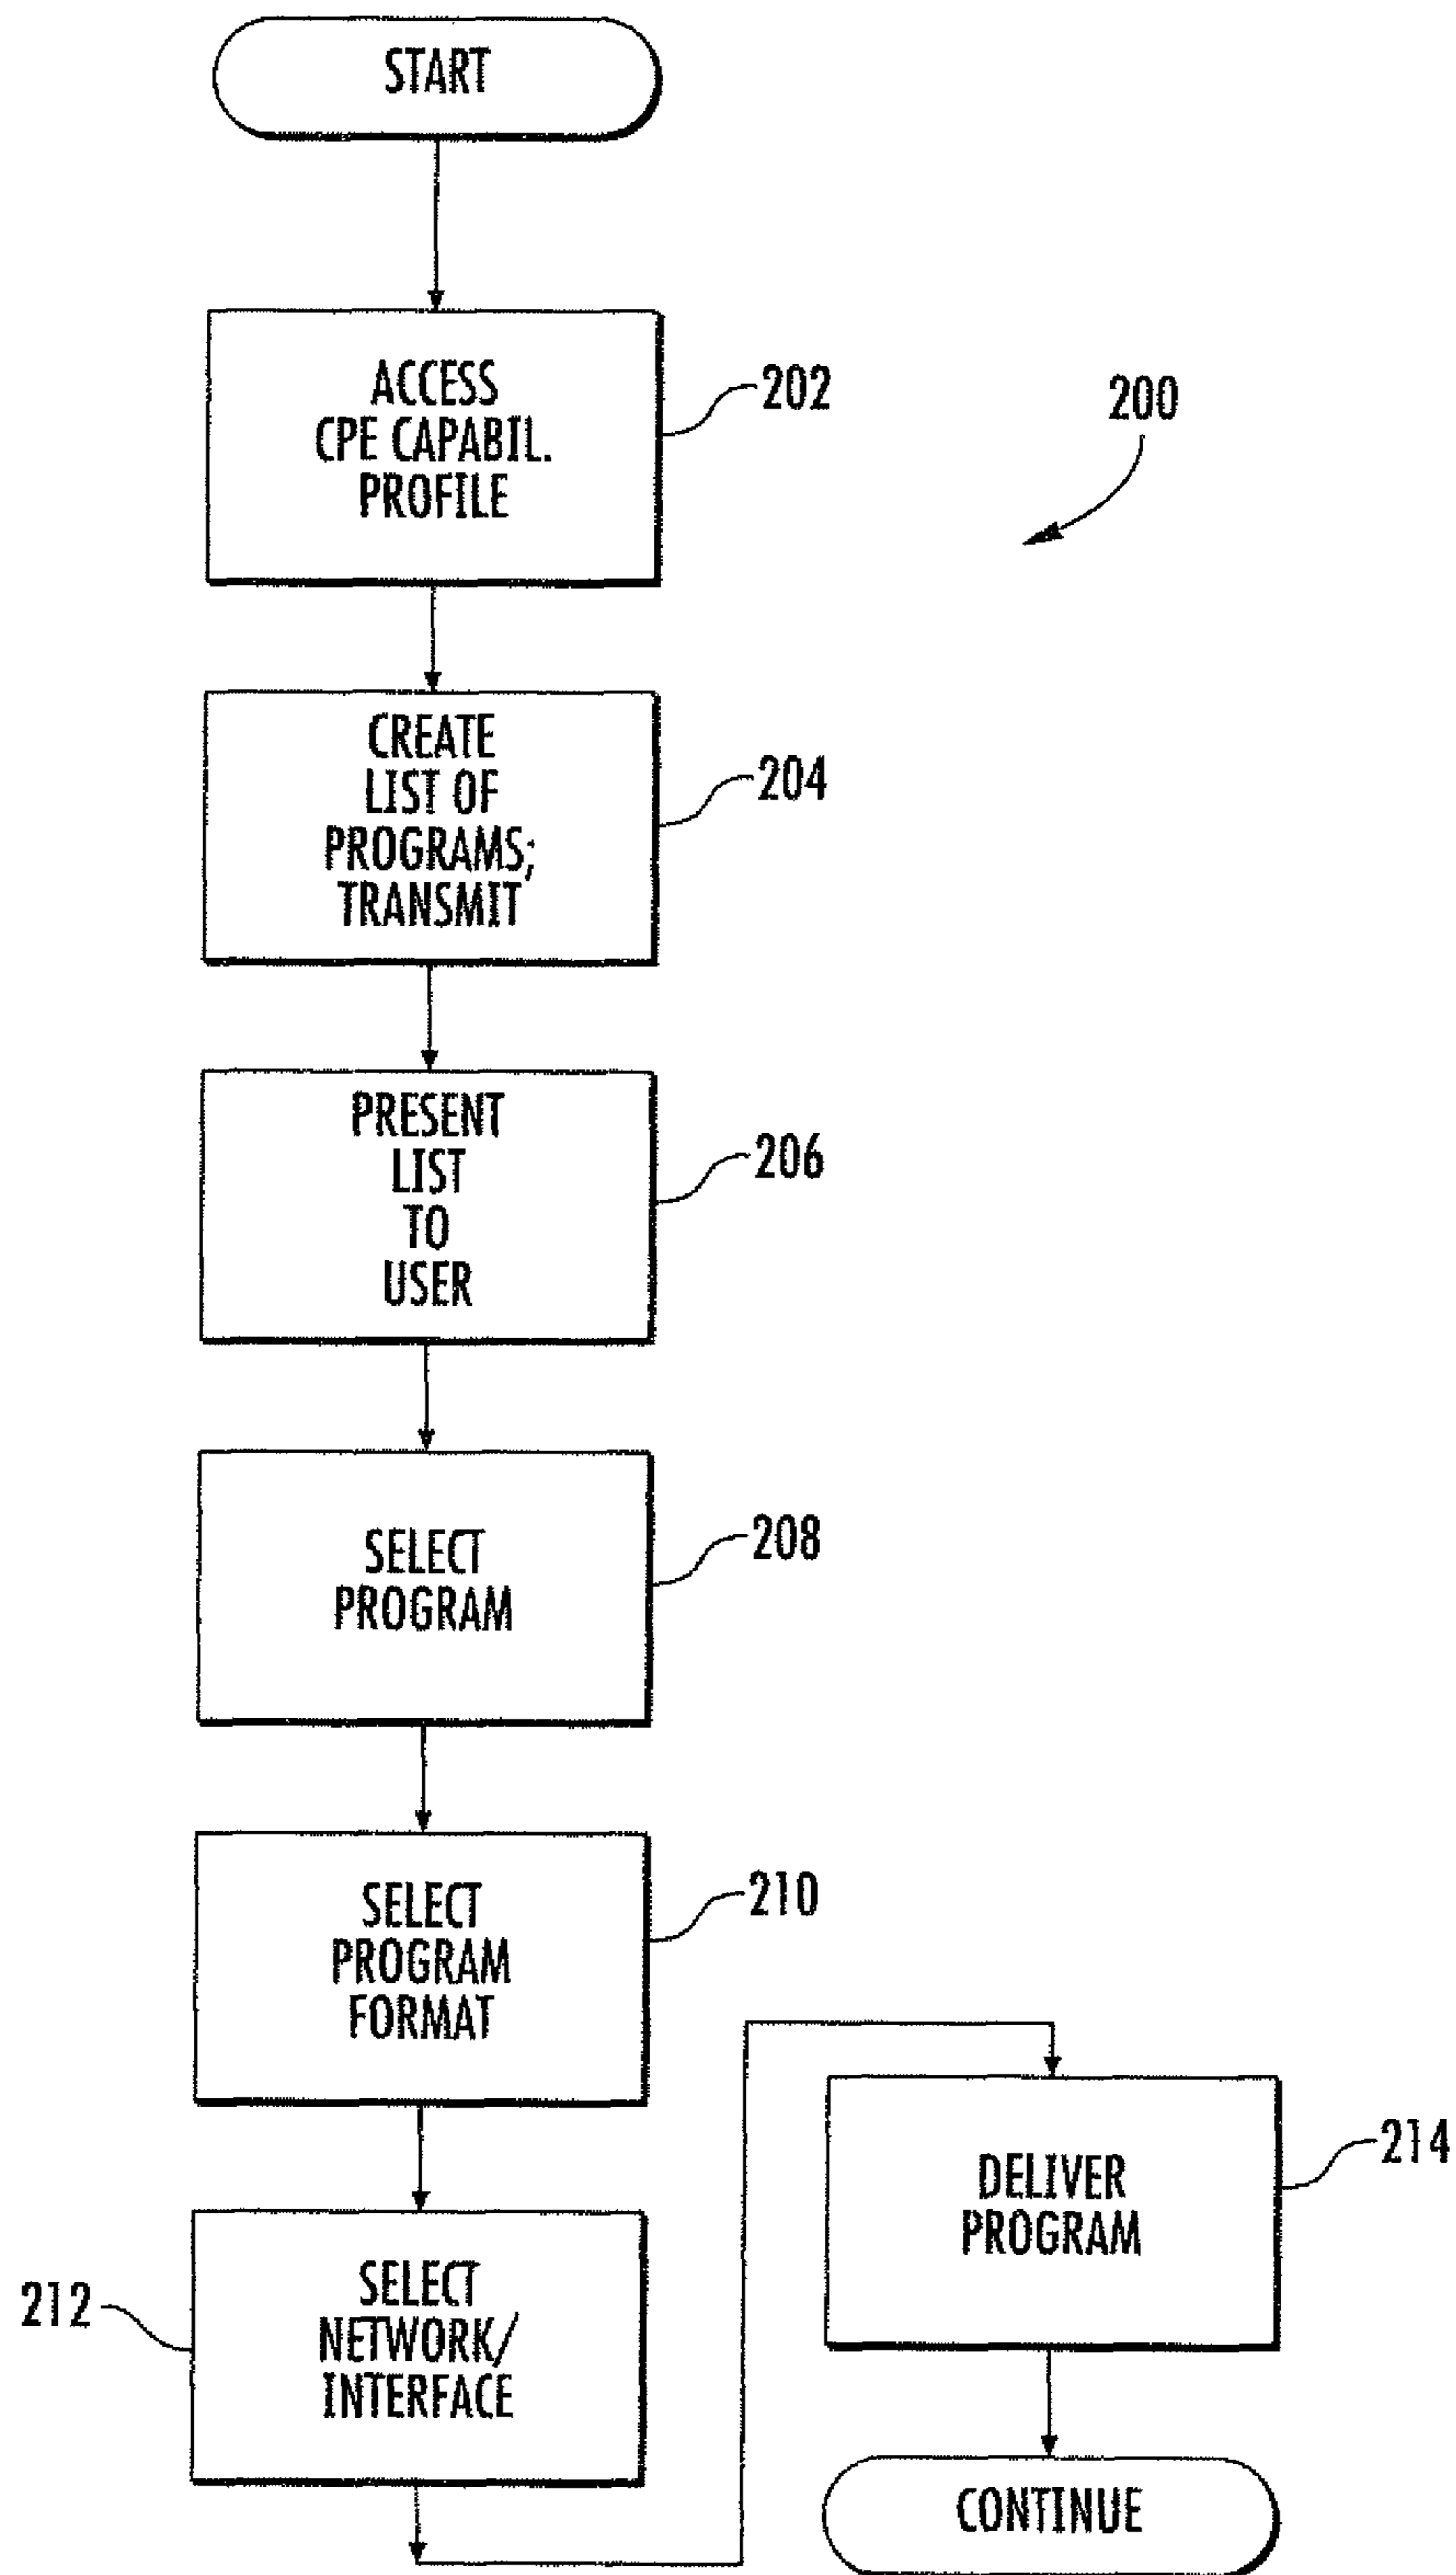 START
ACCESS
CPE CAPABIL.
PROFILE
202
200
CREATE
LIST OF
PROGRAMS;
TRANSMIT
204
PRESENT
LIST
TO
USER
206
SELECT
PROGRAM
208
SELECT
PROGRAM
FORMAT
210
SELECT
NETWORK/
INTERFACE
212
DELIVER
PROGRAM
214
CONTINUE